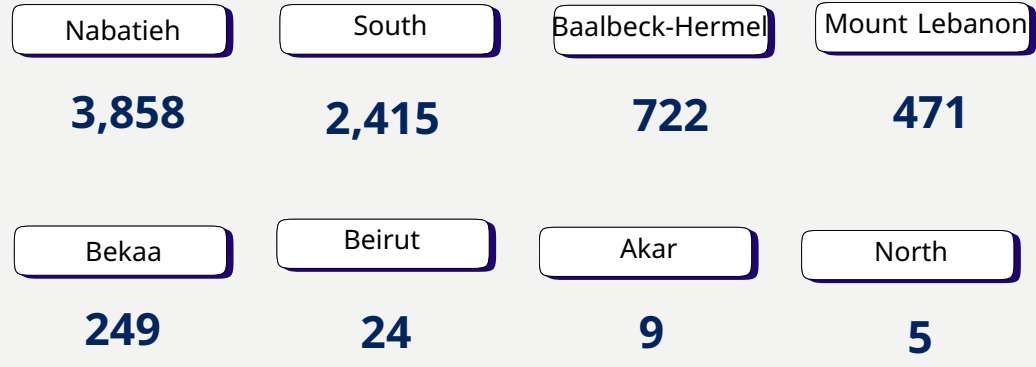 Nabatieh
South
Baalbeck-Hermel
Mount Lebanon
3,858
2,415
722
471
Bekaa
Beirut
Akar
North
249
24
9
5